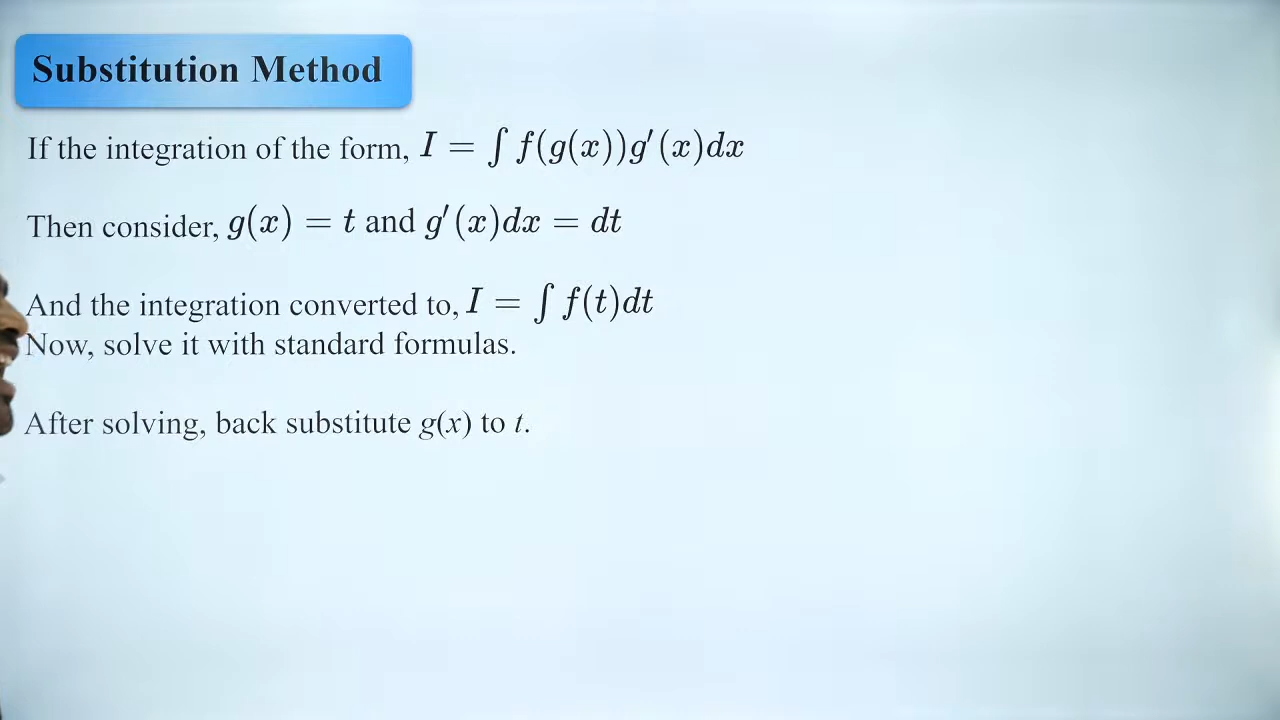 Substitution Method
If the integration of the form, I = ∫ f(g(x))g′(x)dx
Then consider, g(x) = t and g′(x)dx = dt
And the integration converted to, I = ∫ f(t)dt
Now, solve it with standard formulas.
After solving, back substitute g(x) to t.